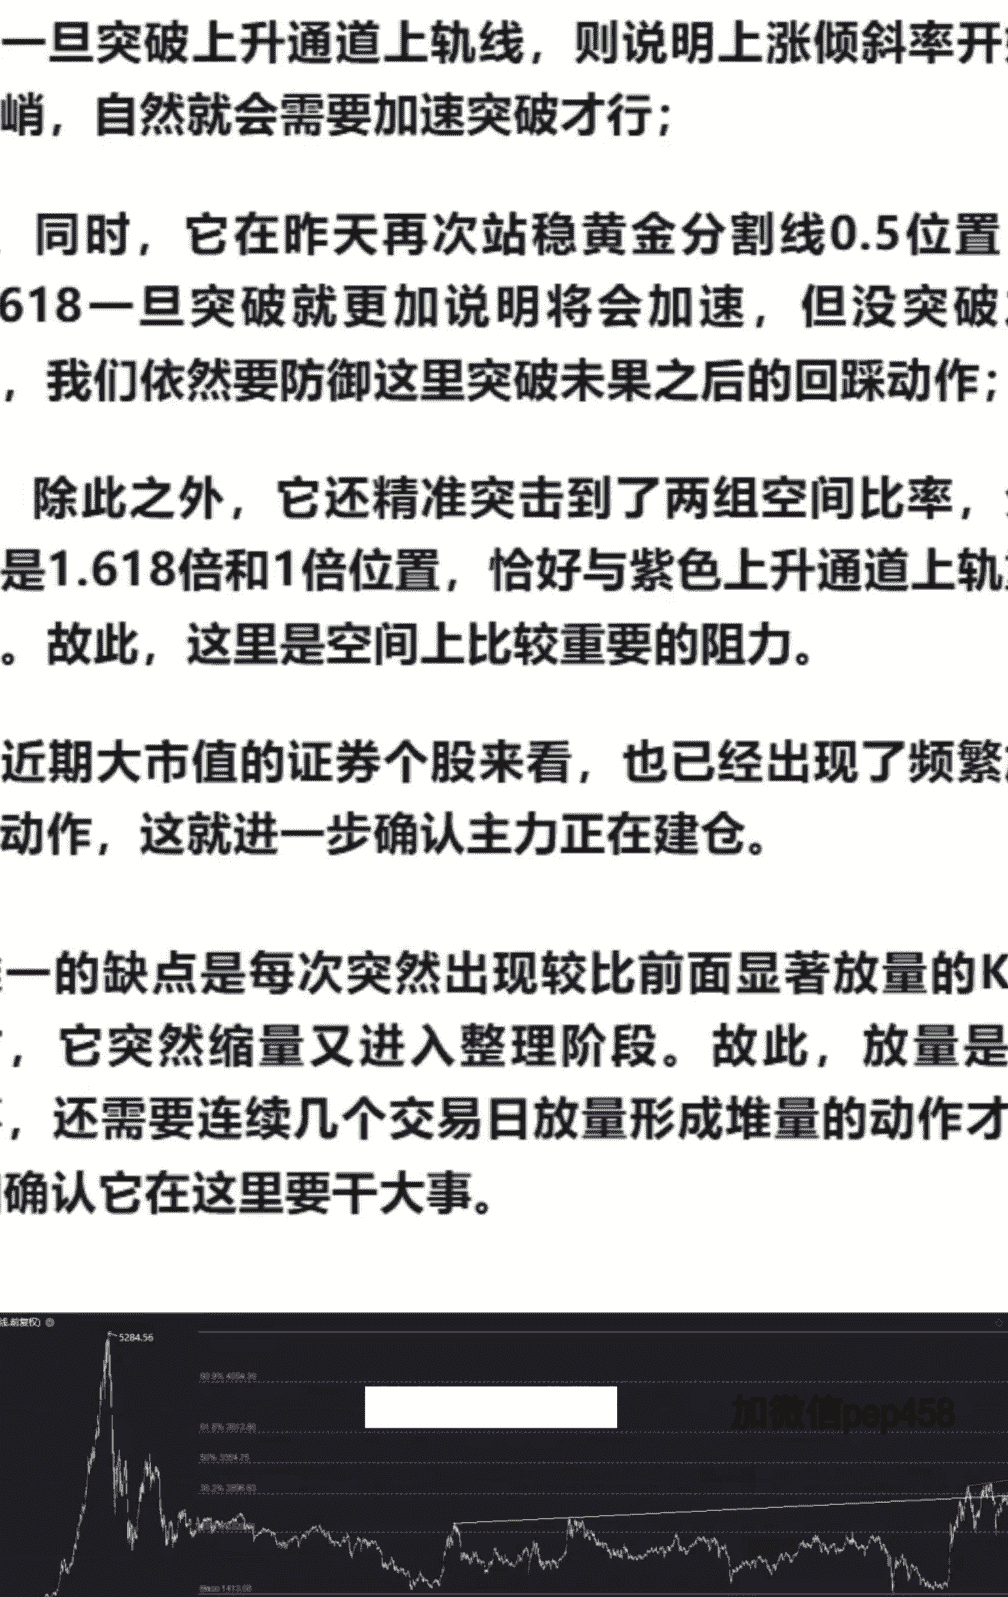 一旦突破上升通道上轨线，则说明上涨倾斜率开
峭，自然就会需要加速突破才行；
同时，它在昨天再次站稳黄金分割线0.5位置
618一旦突破就更加说明将会加速，但没突破
，我们依然要防御这里突破未果之后的回踩动作；
除此之外，它还精准突击到了两组空间比率，
是1.618倍和1倍位置，恰好与紫色上升通道上轨
。故此，这里是空间上比较重要的阻力。
近期大市值的证券个股来看，也已经出现了频繁
动作，这就进一步确认主力正在建仓。
一的缺点是每次突然出现较比前面显著放量的K
，它突然缩量又进入整理阶段。故此，放量是
，还需要连续几个交易日放量形成堆量的动作才
确认它在这里要干大事。
线.前复权)
5284.56
加微信pep458